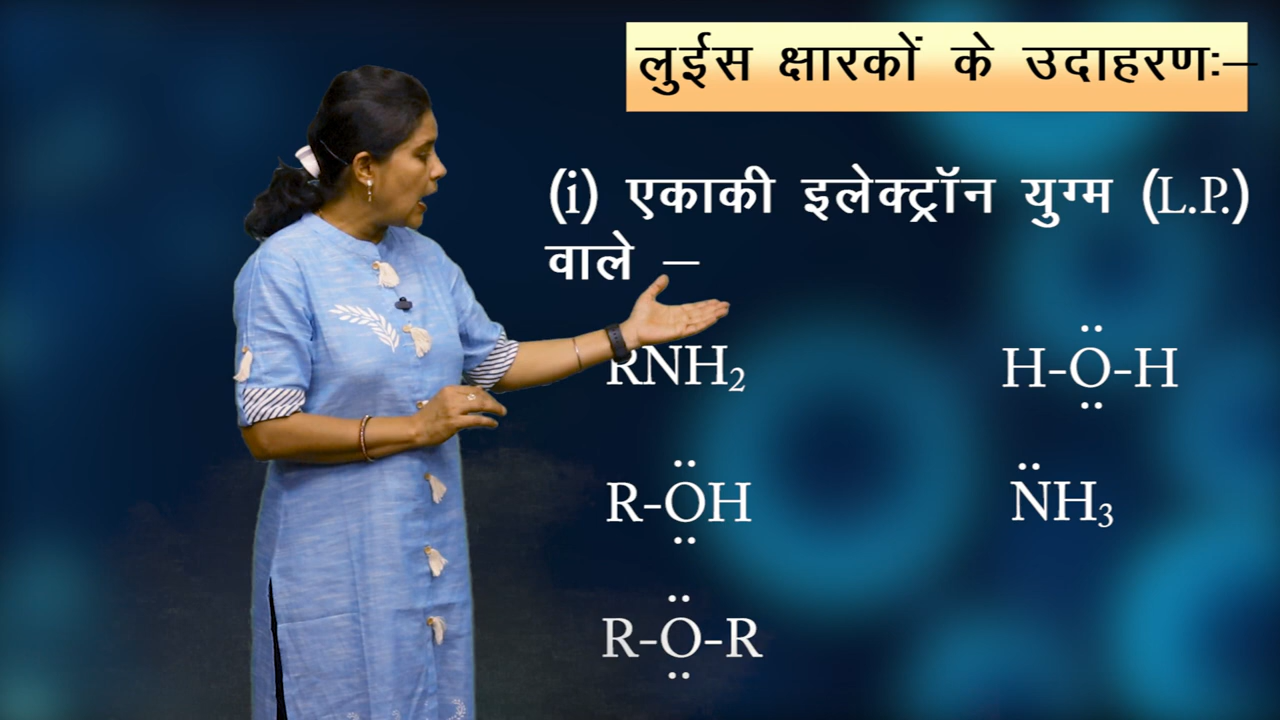 लुईस क्षारकों के उदाहरण:–
(i) एकाकी इलेक्ट्रॉन युग्म (L.P.)
वाले –
RNH₂ H-Ö-H
R-ÖH N̈H₃
R-Ö-R